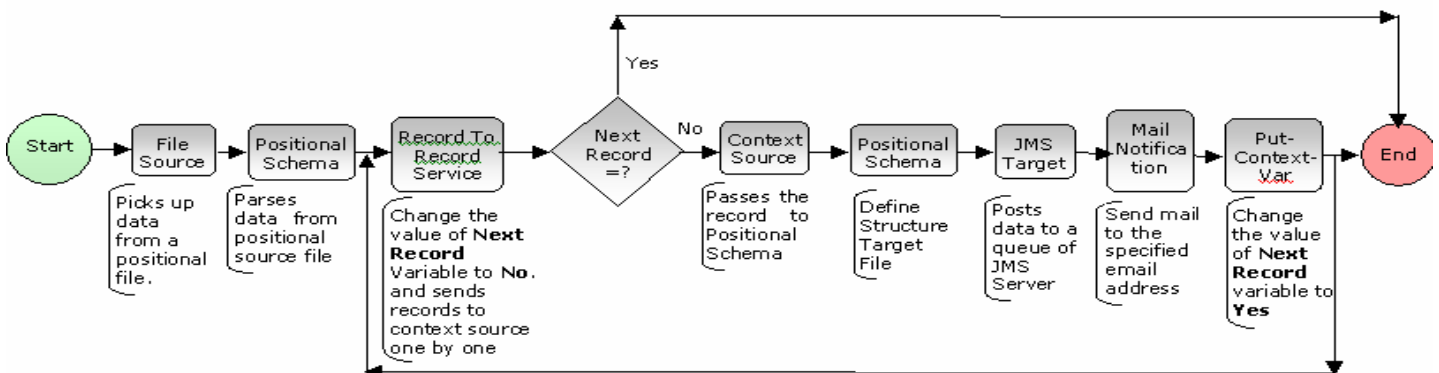 Yes
Start
File
Source
Positional
Schema
Record To
Record
Service
Next
Record
=?
No
Context
Source
Positional
Schema
JMS
Target
Mail
Notification
Put-
Context-
Var
End
Picks up
data
from a
positional
file.
Parses
data from
positional
source file
Change the
value of Next
Record
Variable to No.
and sends
records to
context source
one by one
Passes the
record to
Positional
Schema
Define
Structure
Target
File
Posts
data to a
queue of
JMS
Server
Send mail
to the
specified
email
address
Change
the value
of Next
Record
variable to
Yes